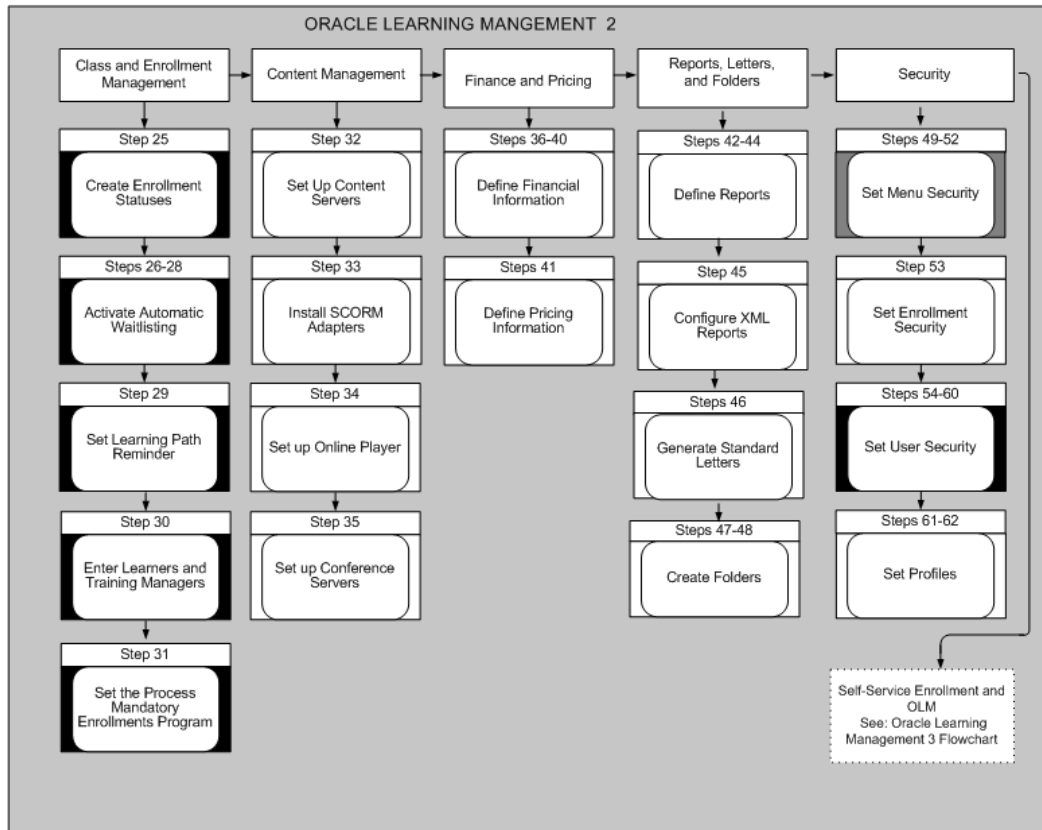 ORACLE LEARNING MANGEMENT 2
Class and Enrollment
Management
Content Management
Finance and Pricing
Reports, Letters,
and Folders
Security
Step 25
Create Enrollment
Statuses
Steps 26-28
Activate Automatic
Waitlisting
Step 29
Set Learning Path
Reminder
Step 30
Enter Learners and
Training Managers
Step 31
Set the Process
Mandatory
Enrollments Program
Step 32
Set Up Content
Servers
Step 33
Install SCORM
Adapters
Step 34
Set up Online Player
Step 35
Set up Conference
Servers
Steps 36-40
Define Financial
Information
Steps 41
Define Pricing
Information
Steps 42-44
Define Reports
Step 45
Configure XML
Reports
Steps 46
Generate Standard
Letters
Steps 47-48
Create Folders
Steps 49-52
Set Menu Security
Step 53
Set Enrollment
Security
Steps 54-60
Set User Security
Steps 61-62
Set Profiles
Self-Service Enrollment and
OLM
See: Oracle Learning
Management 3 Flowchart